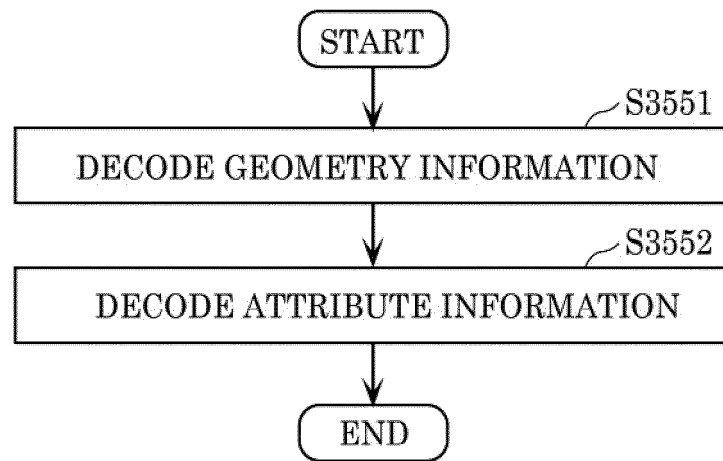 START
S3551
DECODE GEOMETRY INFORMATION
S3552
DECODE ATTRIBUTE INFORMATION
END